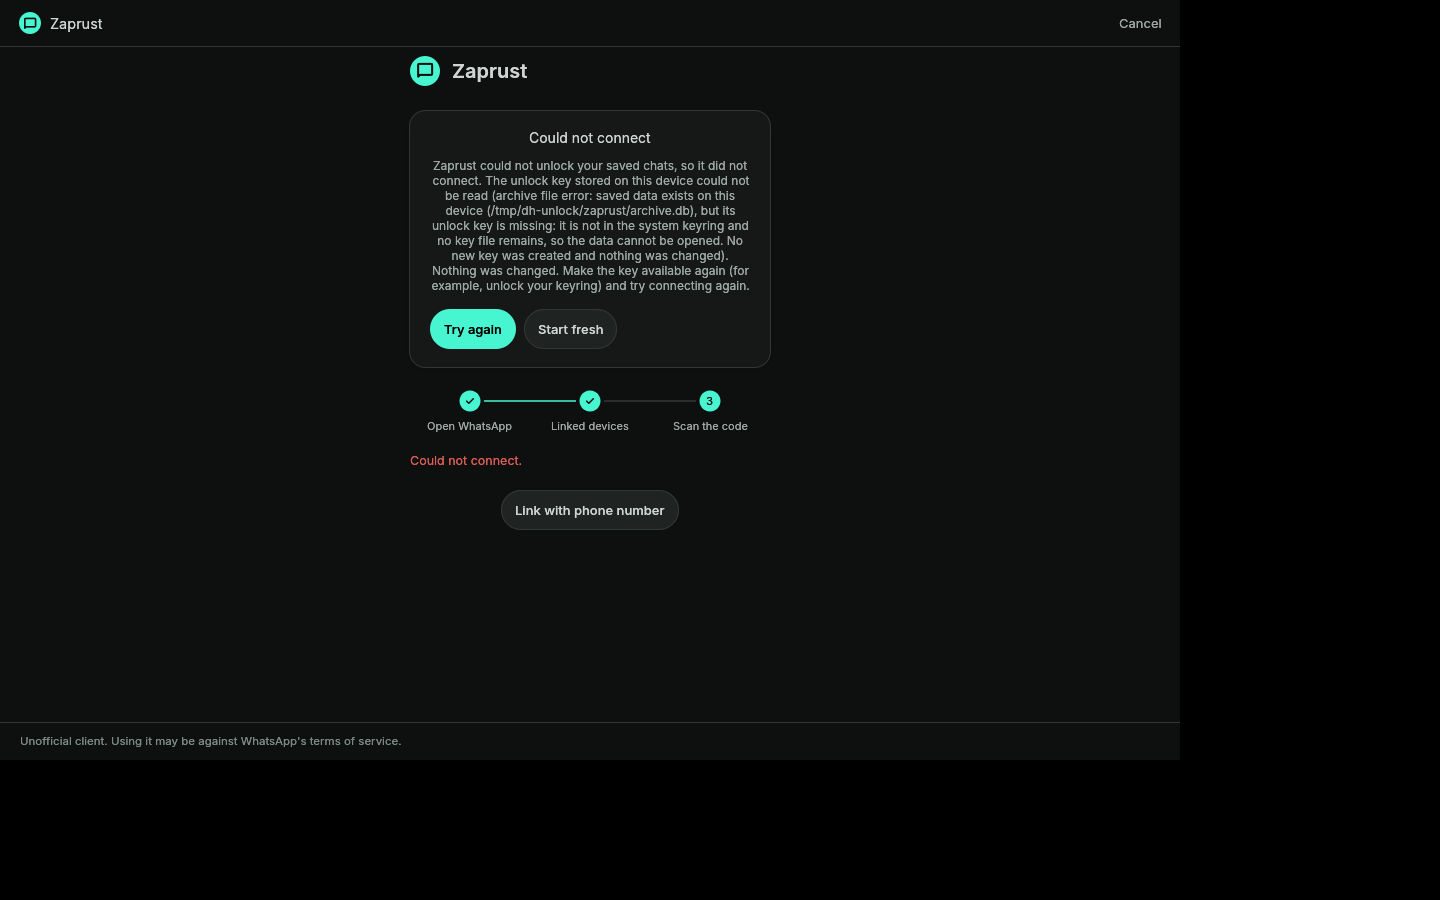 Zaprust
Cancel
Zaprust
Could not connect
Zaprust could not unlock your saved chats, so it did not
connect. The unlock key stored on this device could not
be read (archive file error: saved data exists on this
device (/tmp/dh-unlock/zaprust/archive.db), but its
unlock key is missing: it is not in the system keyring and
no key file remains, so the data cannot be opened. No
new key was created and nothing was changed).
Nothing was changed. Make the key available again (for
example, unlock your keyring) and try connecting again.
Try again
Start fresh
3
Open WhatsApp
Linked devices
Scan the code
Could not connect.
Link with phone number
Unofficial client. Using it may be against WhatsApp's terms of service.